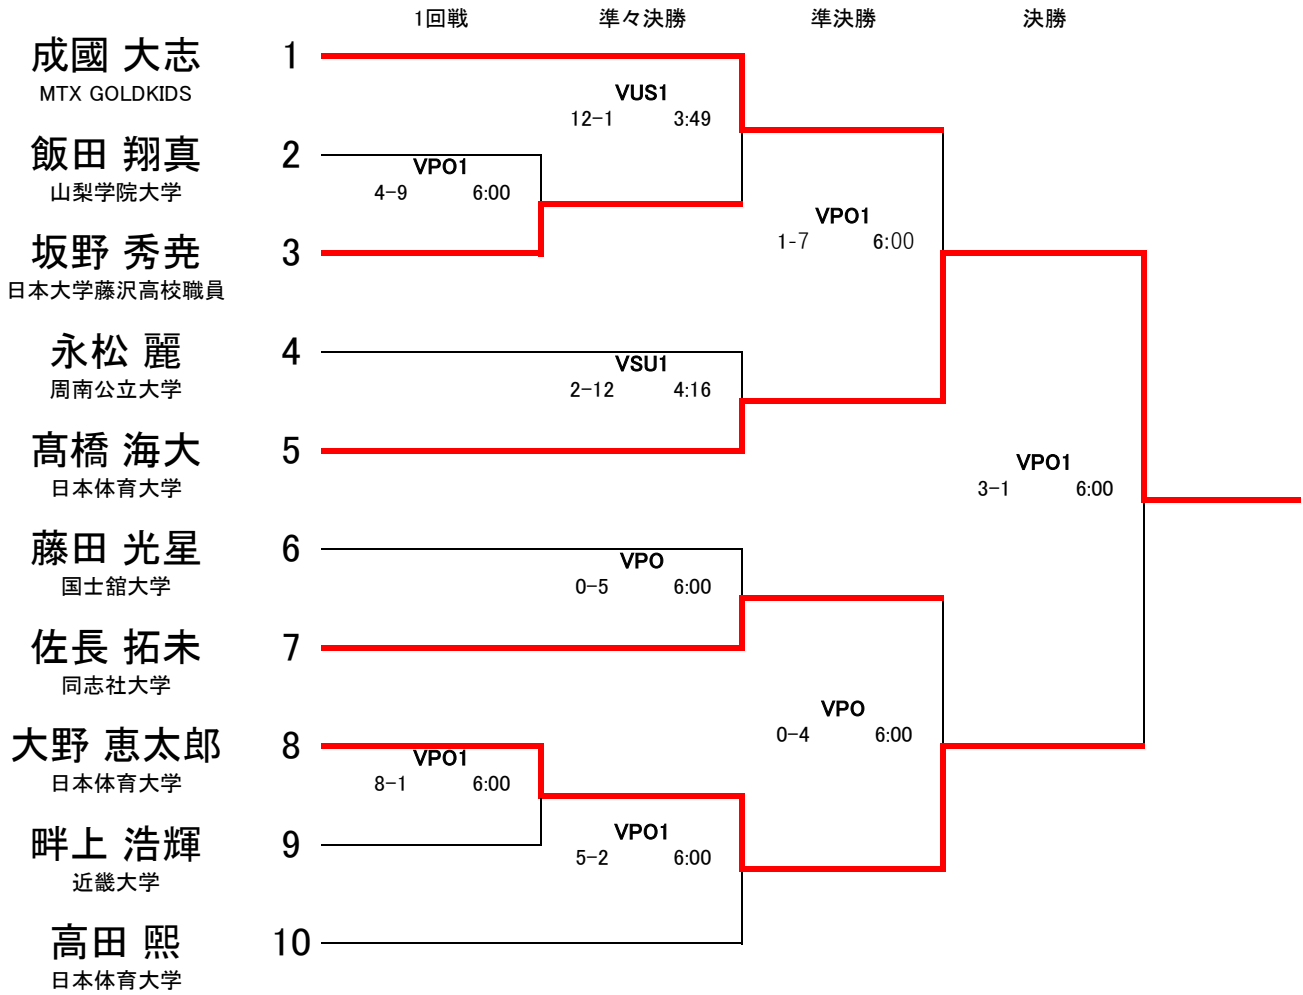 1回戦 準々決勝 準決勝 決勝
成國 大志 1
MTX GOLDKIDS
VUS1
12-1 3:49
飯田 翔真 2
山梨学院大学
VPO1
4-9 6:00
坂野 秀尭 3
日本大学藤沢高校職員
VPO1
1-7 6:00
永松 麗 4
周南公立大学
VSU1
2-12 4:16
髙橋 海大 5
日本体育大学
VPO1
3-1 6:00
藤田 光星 6
国士舘大学
VPO
0-5 6:00
佐長 拓未 7
同志社大学
VPO
0-4 6:00
大野 恵太郎 8
日本体育大学
VPO1
8-1 6:00
畔上 浩輝 9
近畿大学
VPO1
5-2 6:00
高田 煕 10
日本体育大学